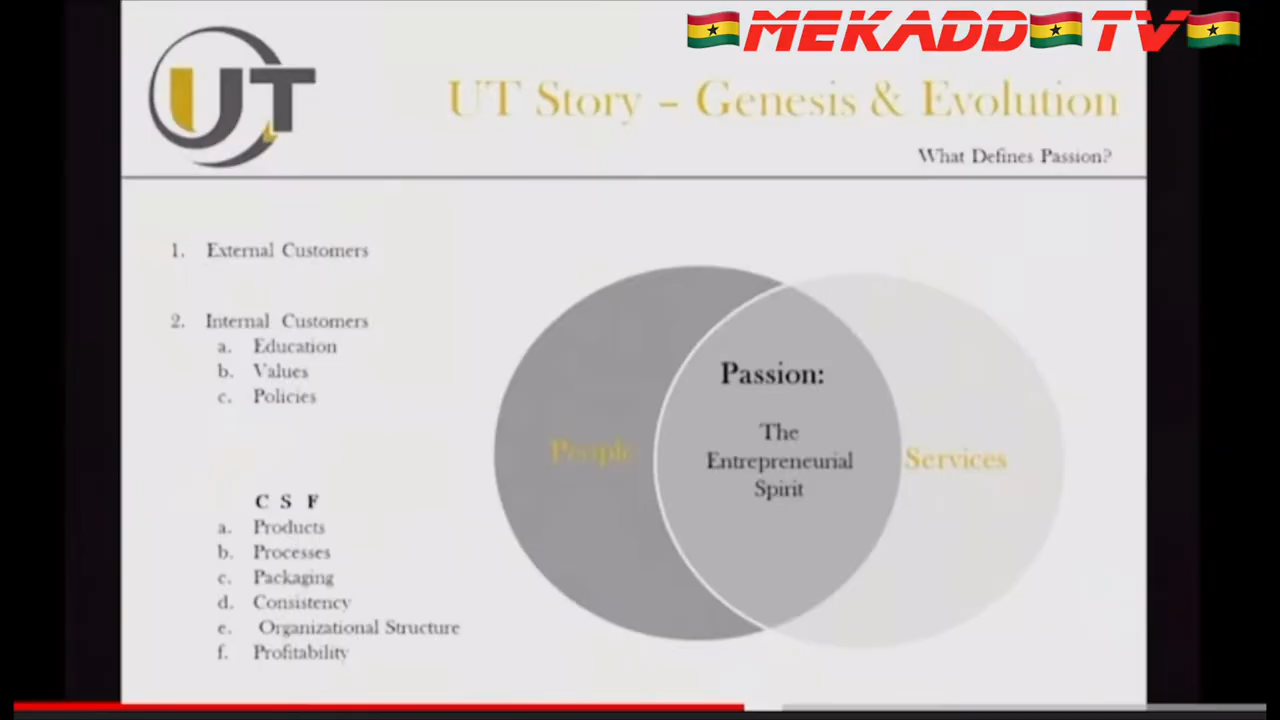 MEKADD TV
UT
UT Story – Genesis & Evolution
What Defines Passion?
1. External Customers
2. Internal Customers
a. Education
b. Values
c. Policies
C S F
a. Products
b. Processes
c. Packaging
d. Consistency
e. Organizational Structure
f. Profitability
People
Passion:
The
Entrepreneurial
Spirit
Services